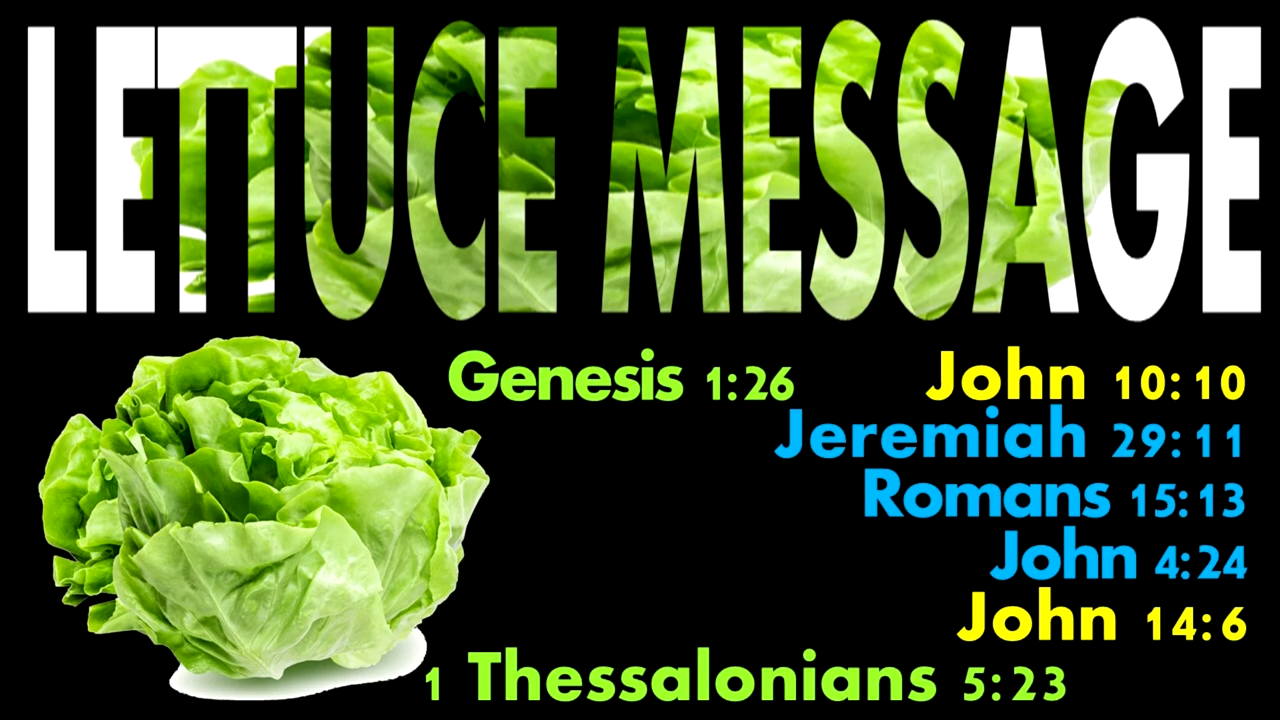 LETTUCE MESSAGE
Genesis 1:26
John 10:10
Jeremiah 29:11
Romans 15:13
John 4:24
John 14:6
1 Thessalonians 5:23